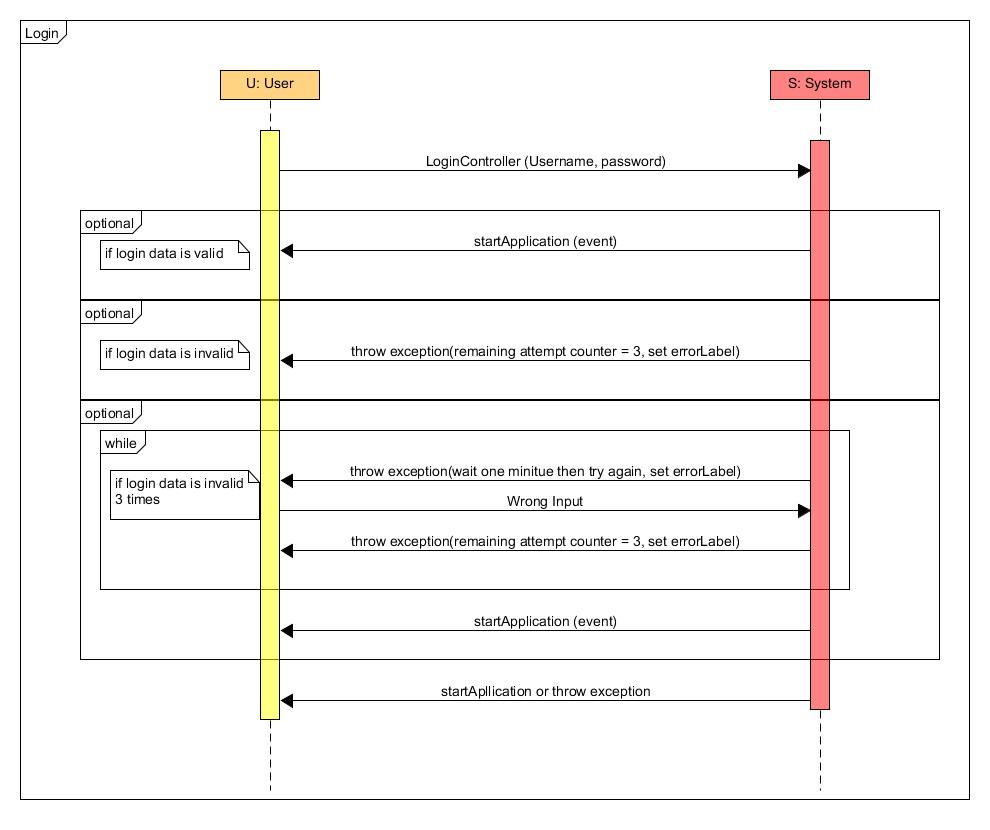 Login
U: User
S: System
LoginController (Username, password)
optional
startApplication (event)
if login data is valid
optional
throw exception(remaining attempt counter = 3, set errorLabel)
if login data is invalid
optional
while
throw exception(wait one minitue then try again, set errorLabel)
if login data is invalid
3 times
Wrong Input
throw exception(remaining attempt counter = 3, set errorLabel)
startApplication (event)
startApllication or throw exception